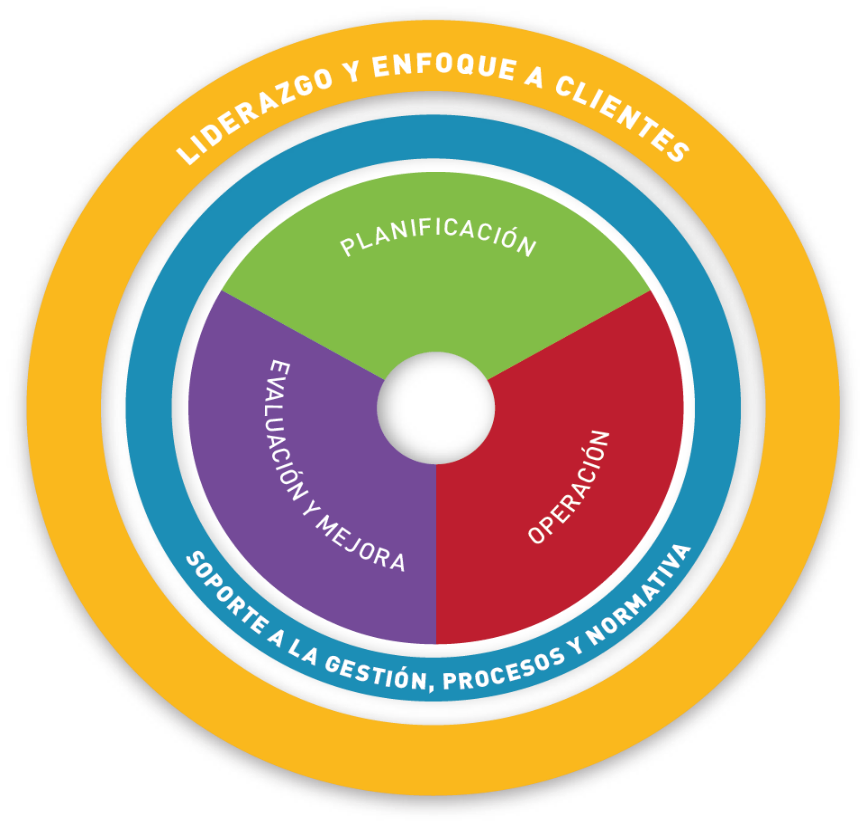 LIDERAZGO Y ENFOQUE A CLIENTES
PLANIFICACIÓN
EVALUACIÓN Y MEJORA
OPERACIÓN
SOPORTE A LA GESTIÓN, PROCESOS Y NORMATIVA